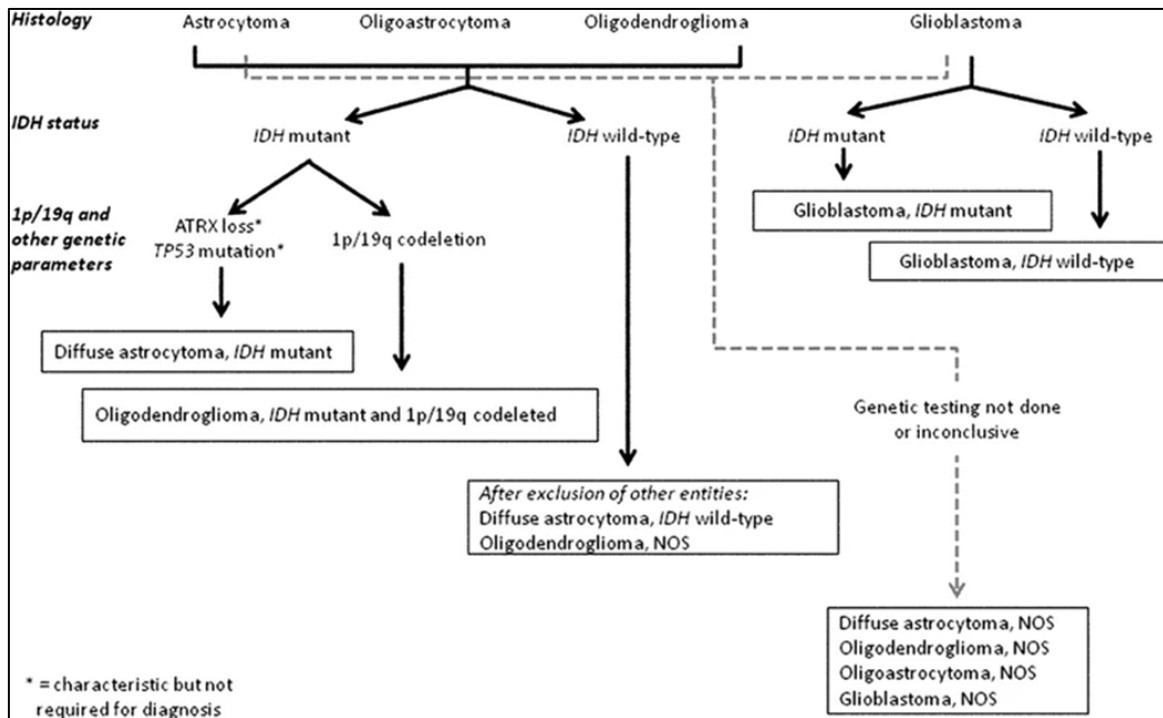 Histology Astrocytoma Oligoastrocytoma Oligodendroglioma Glioblastoma
IDH status IDH mutant IDH wild-type IDH mutant IDH wild-type
1p/19q and
other genetic
parameters
ATRX loss*
TP53 mutation*
1p/19q codeletion
Glioblastoma, IDH mutant
Glioblastoma, IDH wild-type
Diffuse astrocytoma, IDH mutant
Oligodendroglioma, IDH mutant and 1p/19q codeleted
Genetic testing not done
or inconclusive
After exclusion of other entities:
Diffuse astrocytoma, IDH wild-type
Oligodendroglioma, NOS
Diffuse astrocytoma, NOS
Oligodendroglioma, NOS
Oligoastrocytoma, NOS
Glioblastoma, NOS
* = characteristic but not
required for diagnosis